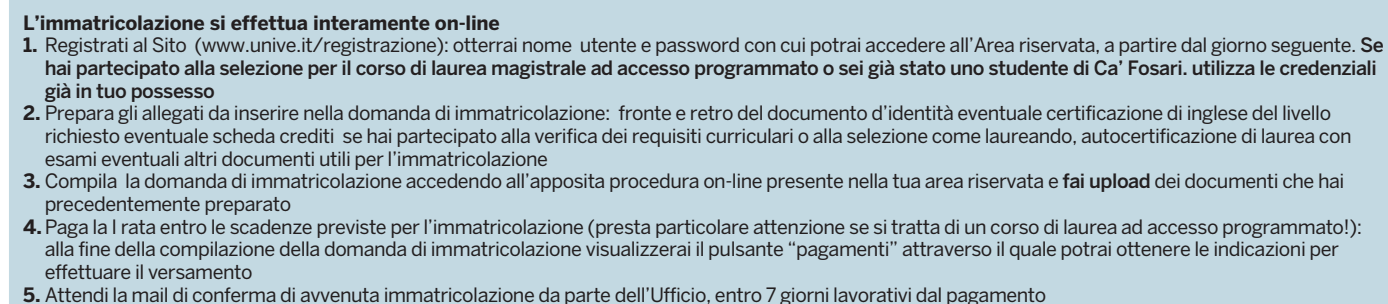 L'immatricolazione si effettua interamente on-line
1. Registrati al Sito (www.unive.it/registrazione): otterrai nome utente e password con cui potrai accedere all'Area riservata, a partire dal giorno seguente. Se
hai partecipato alla selezione per il corso di laurea magistrale ad accesso programmato o sei già stato uno studente di Ca' Fosari. utilizza le credenziali
già in tuo possesso
2. Prepara gli allegati da inserire nella domanda di immatricolazione: fronte e retro del documento d'identità eventuale certificazione di inglese del livello
richiesto eventuale scheda crediti se hai partecipato alla verifica dei requisiti curriculari o alla selezione come laureando, autocertificazione di laurea con
esami eventuali altri documenti utili per l'immatricolazione
3. Compila la domanda di immatricolazione accedendo all'apposita procedura on-line presente nella tua area riservata e fai upload dei documenti che hai
precedentemente preparato
4. Paga la I rata entro le scadenze previste per l'immatricolazione (presta particolare attenzione se si tratta di un corso di laurea ad accesso programmato!):
alla fine della compilazione della domanda di immatricolazione visualizzerai il pulsante "pagamenti" attraverso il quale potrai ottenere le indicazioni per
effettuare il versamento
5. Attendi la mail di conferma di avvenuta immatricolazione da parte dell'Ufficio, entro 7 giorni lavorativi dal pagamento